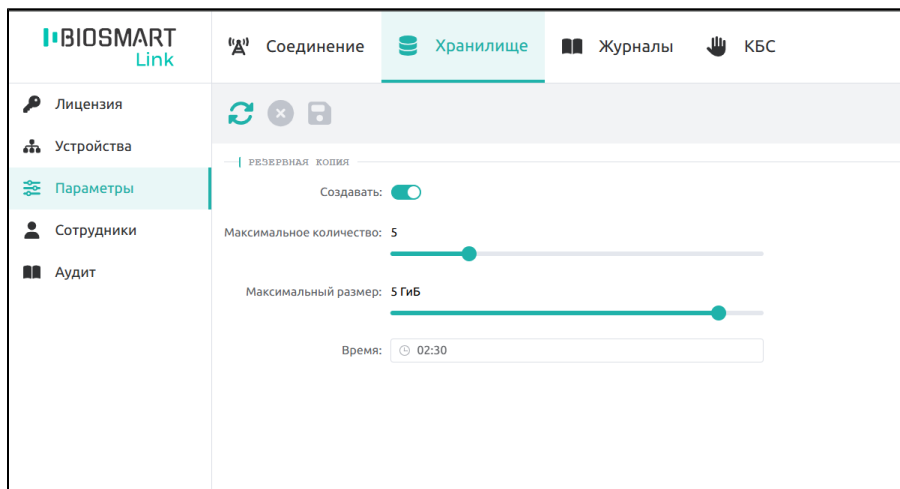 BIOSMART
Link
Соединение
Хранилище
Журналы
КБС
Лицензия
Устройства
Параметры
Сотрудники
Аудит
РЕЗЕРВНАЯ КОПИЯ
Создавать:
Максимальное количество: 5
Максимальный размер: 5 ГиБ
Время: 02:30